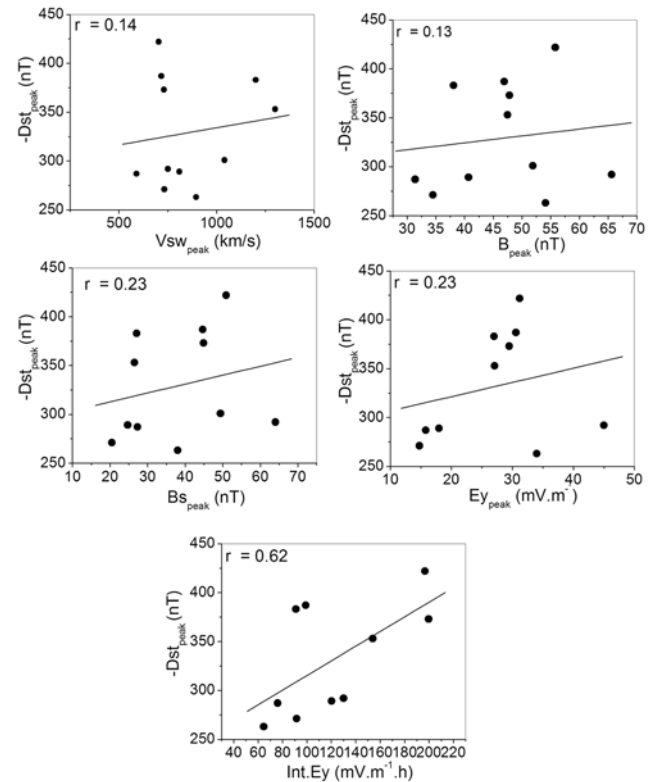 r = 0.14
450
400
350
300
250
-Dst_peak (nT)
500 1000 1500
Vsw_peak (km/s)
r = 0.13
450
400
350
300
250
-Dst_peak (nT)
30 35 40 45 50 55 60 65 70
B_peak (nT)
r = 0.23
450
400
350
300
250
-Dst_peak (nT)
10 20 30 40 50 60 70 80
Bs_peak (nT)
r = 0.23
450
400
350
300
250
-Dst_peak (nT)
10 20 30 40 50
Ey_peak (mV.m⁻)
r = 0.62
450
400
350
300
250
-Dst_peak (nT)
40 60 80 100 120 140 160 180 200 220
Int.Ey (mV.m⁻¹.h)